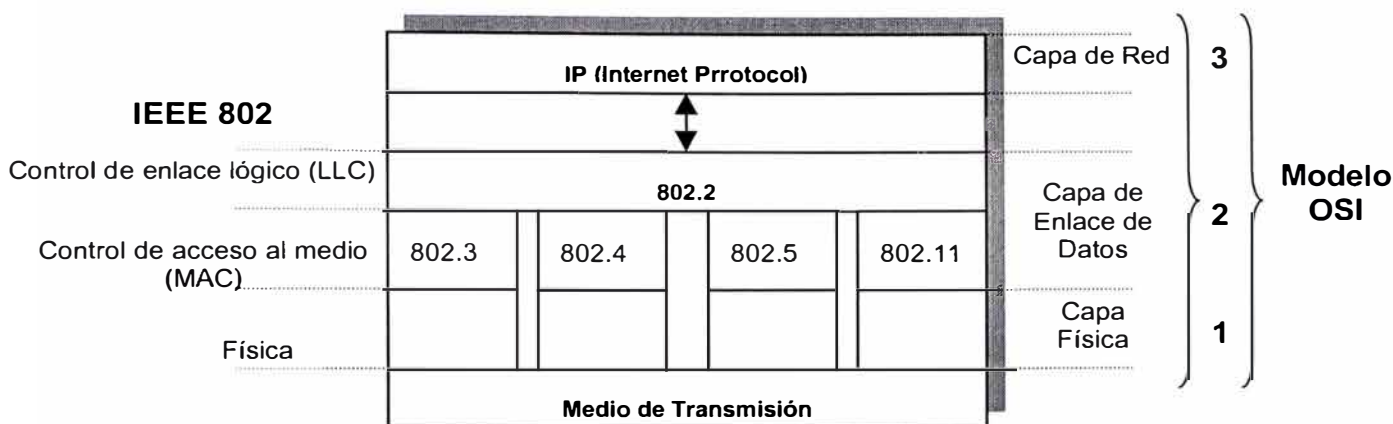 IP (Internet Prrotocol)
Capa de Red
3
IEEE 802
Control de enlace lógico (LLC)
802.2
Capa de
Enlace de
Datos
2
Modelo
OSI
Control de acceso al medio
(MAC)
802.3
802.4
802.5
802.11
Capa
Física
1
Física
Medio de Transmisión